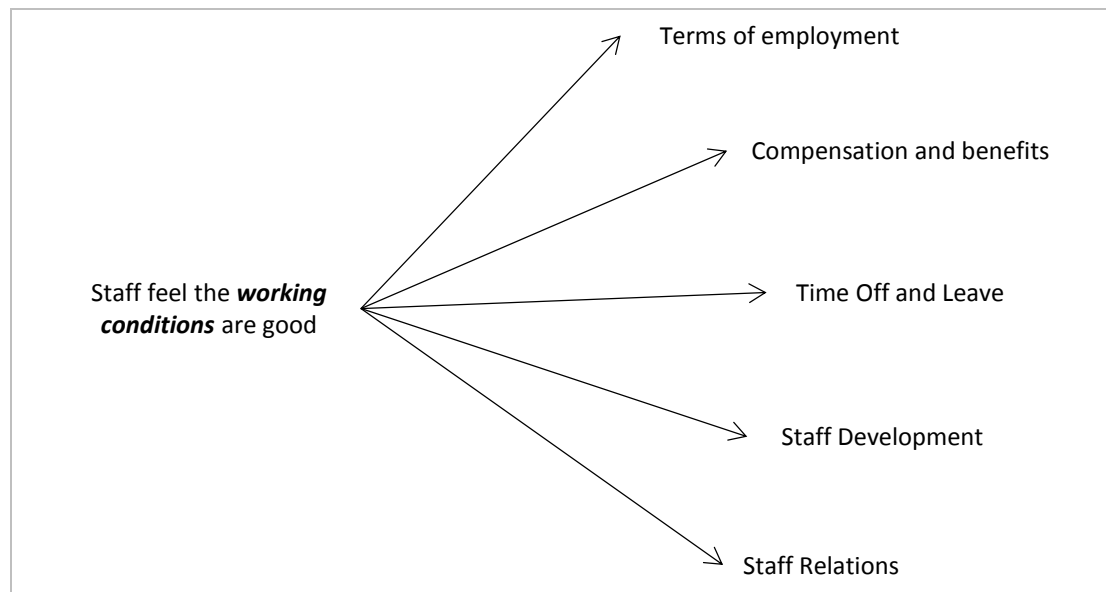 Terms of employment
Compensation and benefits
Staff feel the working
conditions are good
Time Off and Leave
Staff Development
Staff Relations